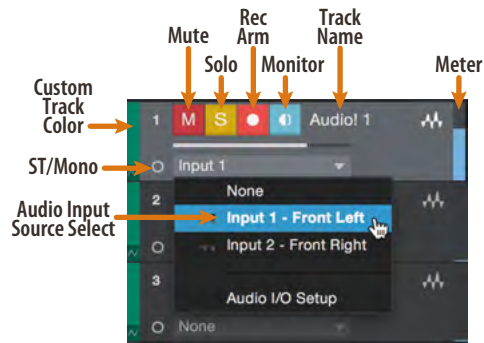 Mute
Solo
Rec
Arm
Monitor
Track
Name
Meter
Custom
Track
Color
ST/Mono
Audio Input
Source Select
1 M S Audio! 1
Input 1
2
None
Input 1 - Front Left
Input 2 - Front Right
3
Audio I/O Setup
None